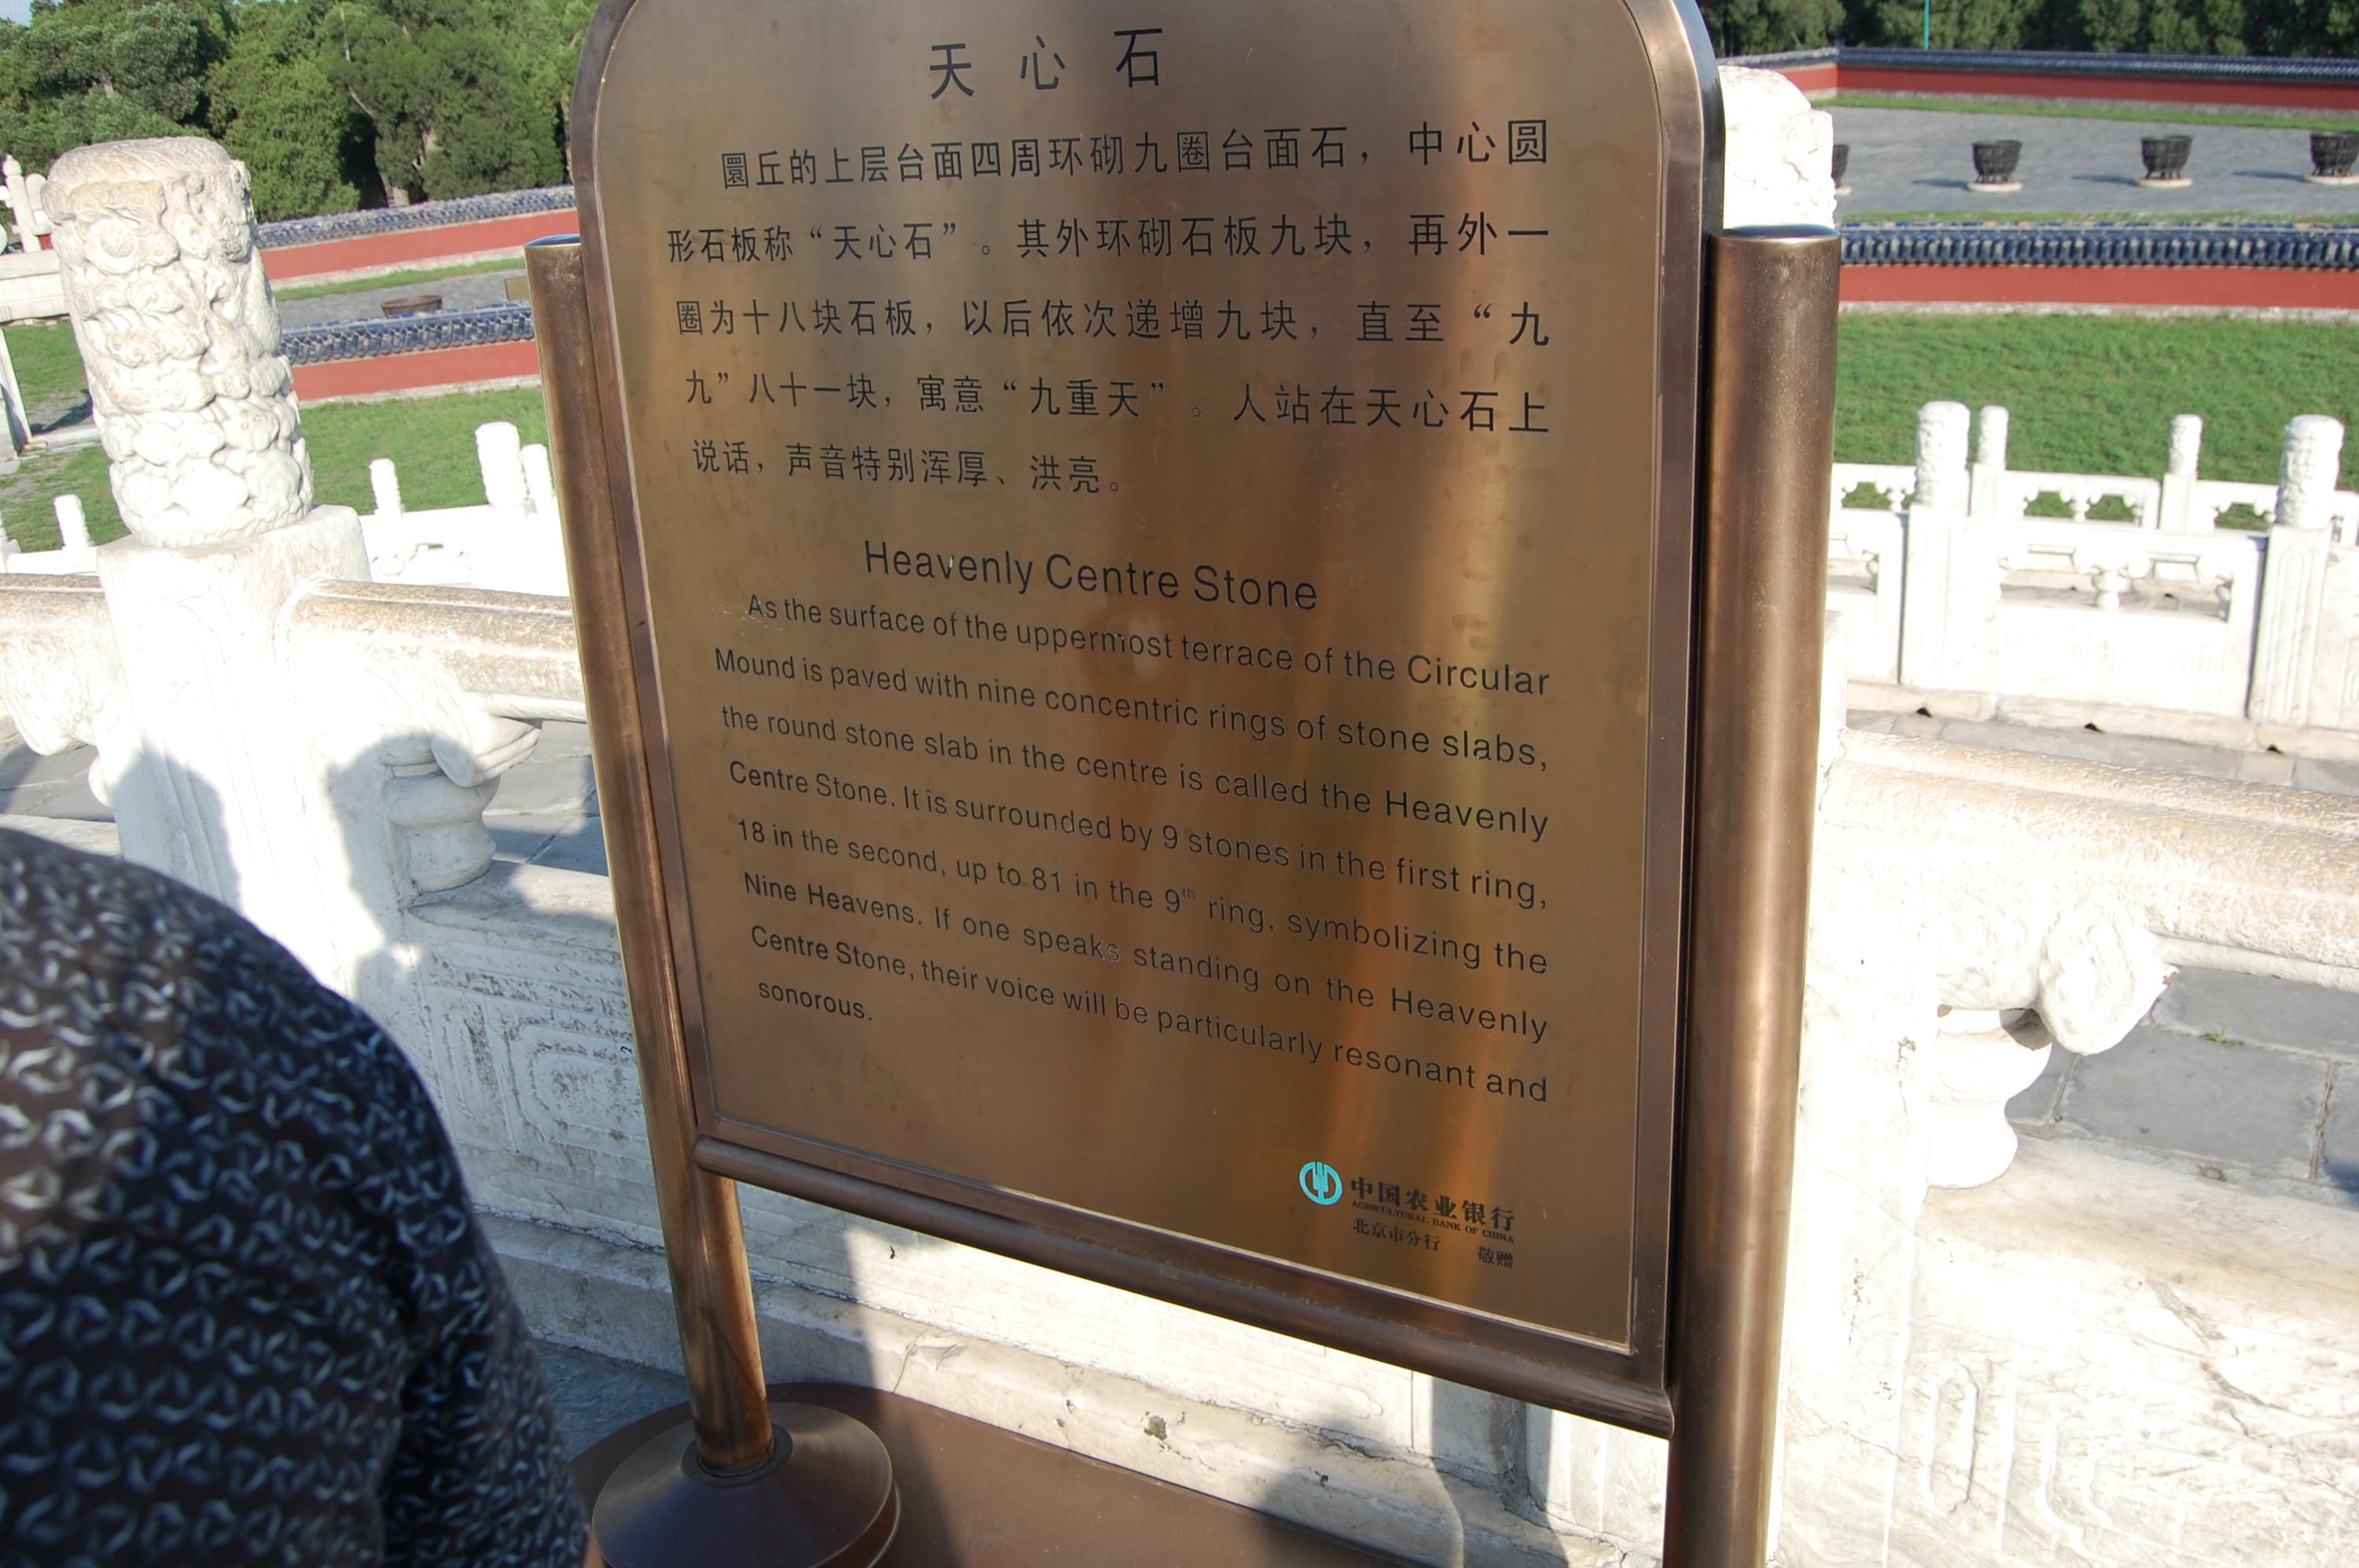 天心石
圜丘的上层台面四周环砌九圈台面石，中心圆
形石板称“天心石”。其外环砌石板九块，再外一
圈为十八块石板，以后依次递增九块，直至“九
九”八十一块，寓意“九重天”。人站在天心石上
说话，声音特别浑厚、洪亮。
Heavenly Centre Stone
As the surface of the uppermost terrace of the Circular
Mound is paved with nine concentric rings of stone slabs,
the round stone slab in the centre is called the Heavenly
Centre Stone. It is surrounded by 9 stones in the first ring,
18 in the second, up to 81 in the 9th ring, symbolizing the
Nine Heavens. If one speaks standing on the Heavenly
Centre Stone, their voice will be particularly resonant and
sonorous.
中国农业银行
AGRICULTURAL BANK OF CHINA
北京市分行 敬赠